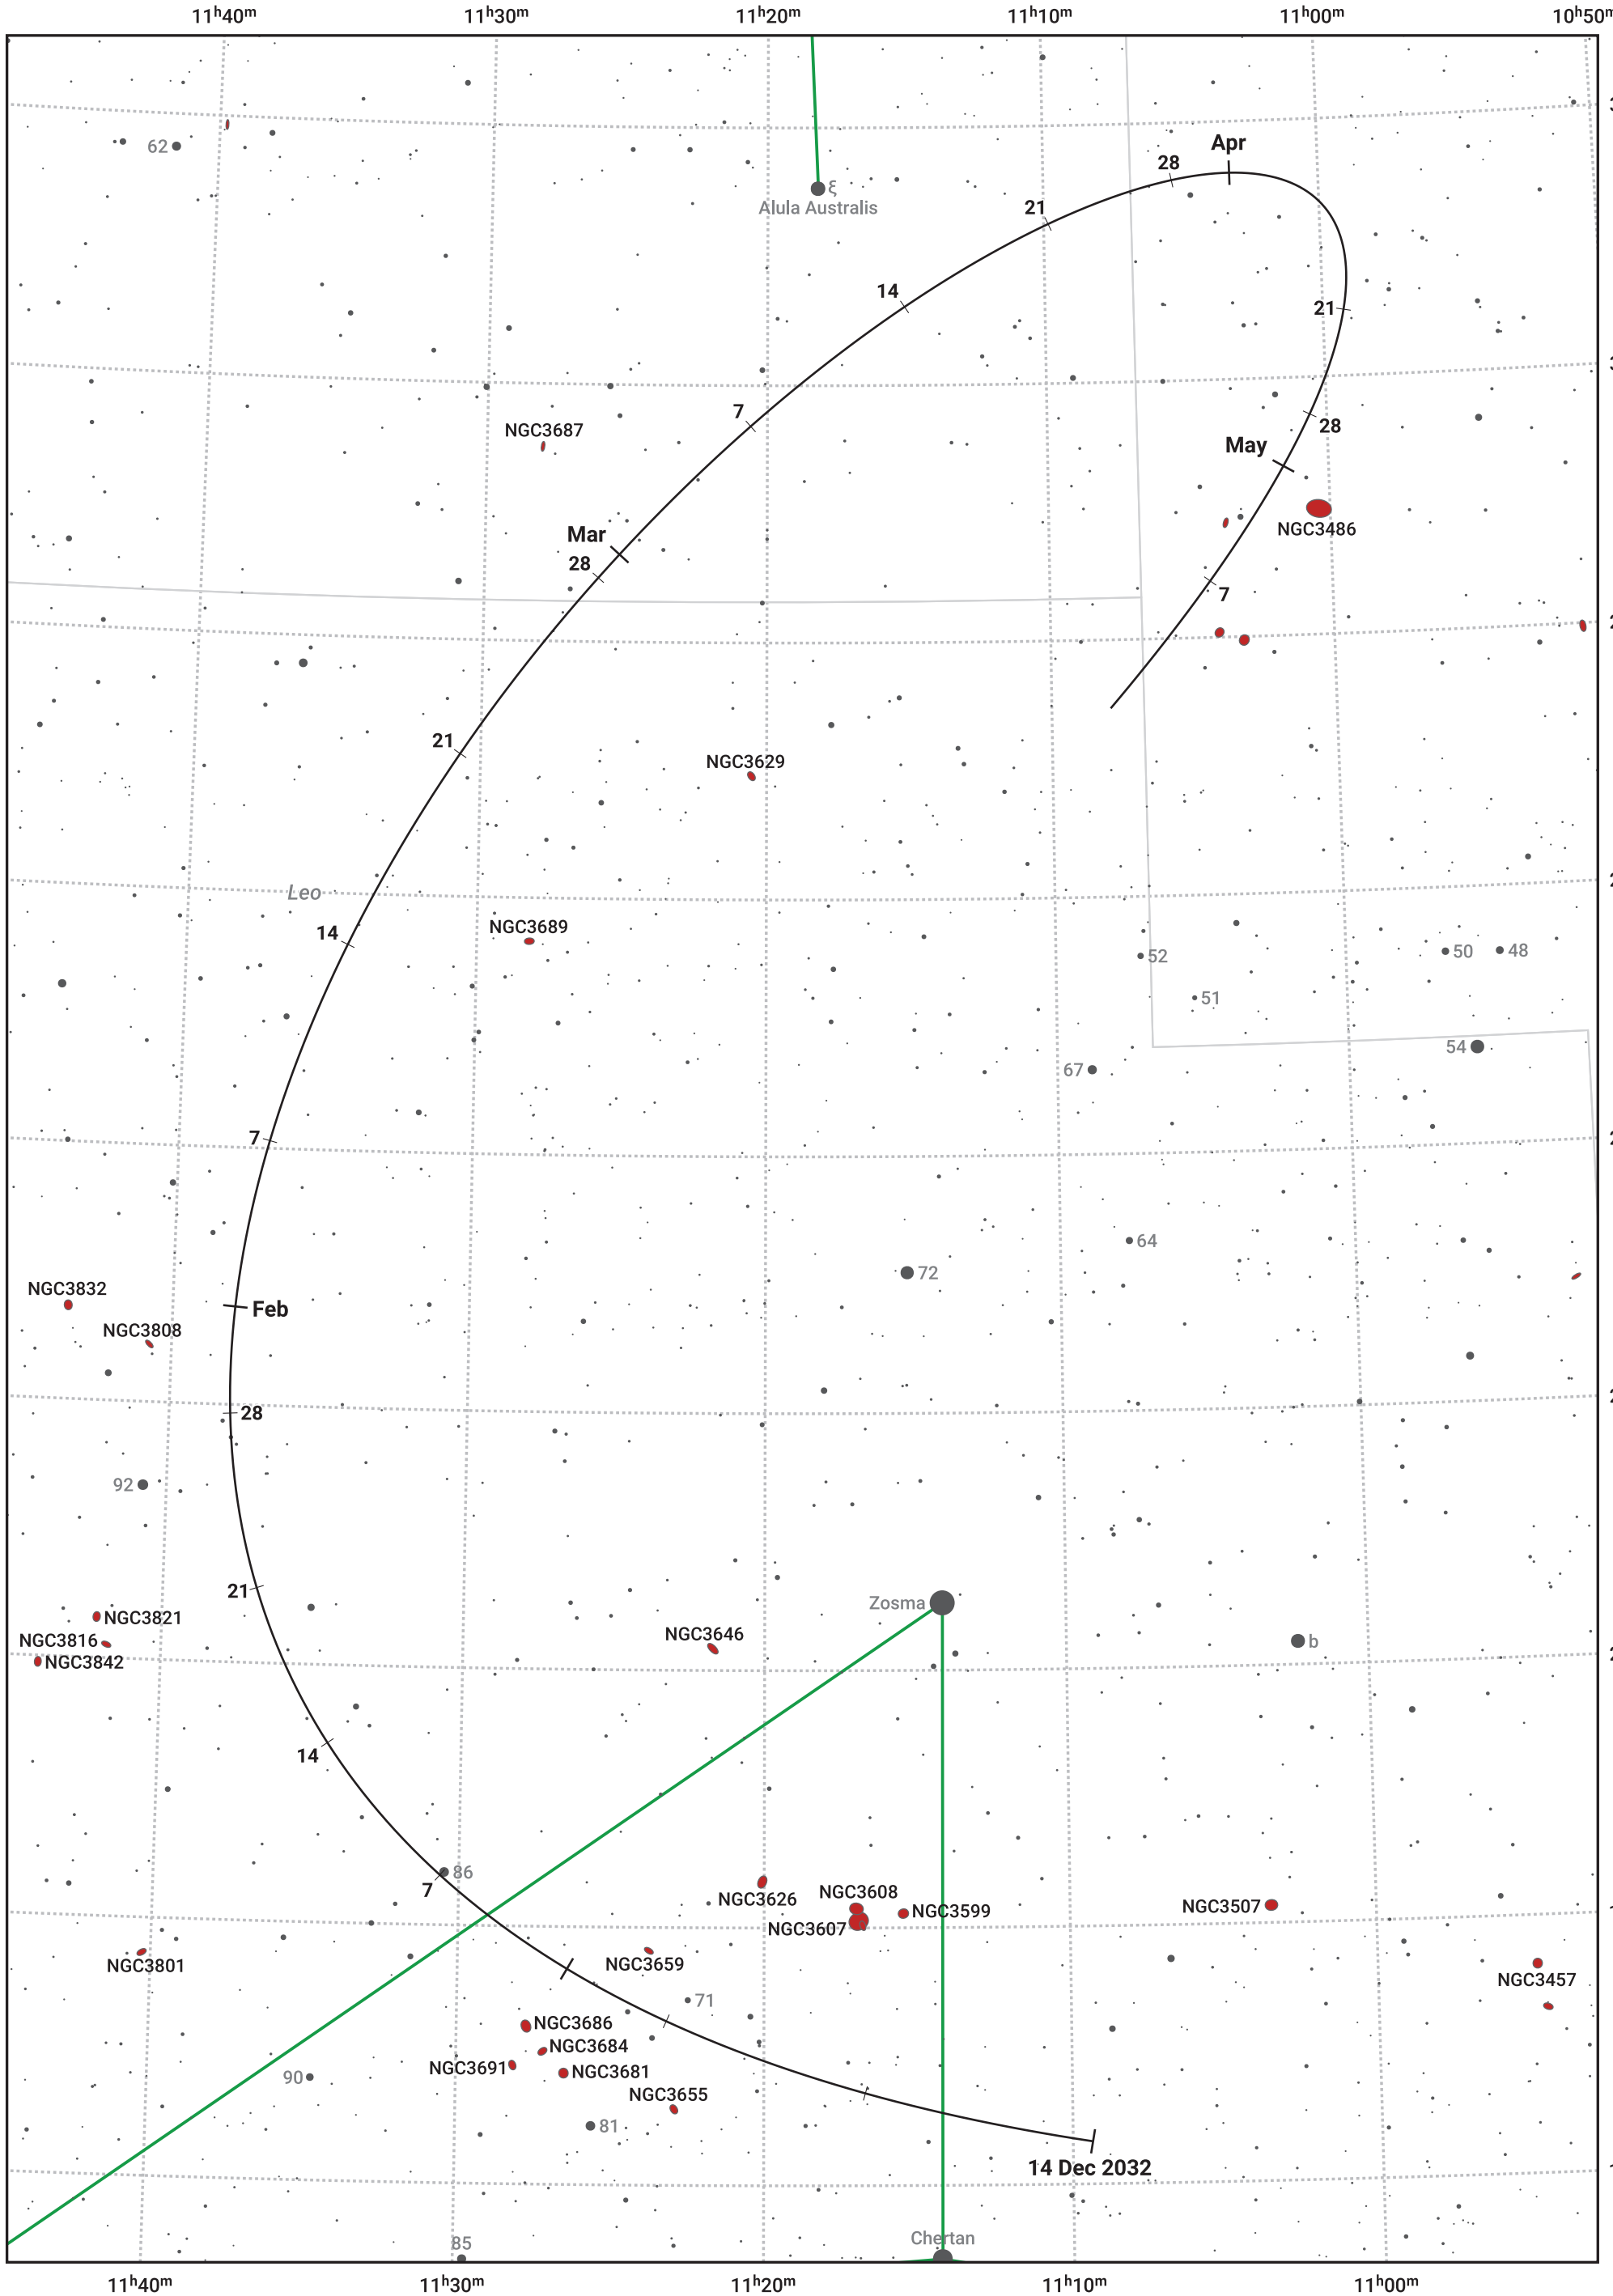 11ʰ40ᵐ 11ʰ30ᵐ 11ʰ20ᵐ 11ʰ10ᵐ 11ʰ00ᵐ
Apr
28
62
ξ
Alula Australis
21
14
21
7
28
NGC3687
May
Mar
28
NGC3486
7
21
NGC3629
Leo
14
NGC3689
52
50
48
51
54
67
7
64
72
NGC3832
Feb
NGC3808
28
92
21
Zosma
NGC3821
NGC3816
NGC3842
NGC3646
b
14
86
7
NGC3626
NGC3608
NGC3599
NGC3507
NGC3607
NGC3801
NGC3659
NGC3457
71
NGC3686
NGC3684
NGC3691
NGC3681
90
NGC3655
81
14 Dec 2032
Chertan
85
11ʰ40ᵐ 11ʰ30ᵐ 11ʰ20ᵐ 11ʰ10ᵐ 11ʰ00ᵐ